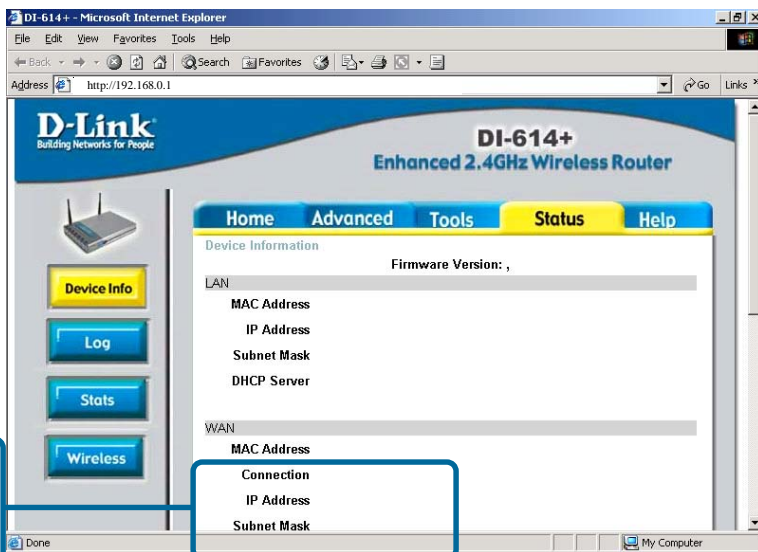 DI-614+ - Microsoft Internet Explorer
File Edit View Favorites Tools Help
Back Search Favorites
Address http://192.168.0.1 Go Links
D-Link
Building Networks for People
DI-614+
Enhanced 2.4GHz Wireless Router
Home Advanced Tools Status Help
Device Information
Firmware Version: ,
Device Info
LAN
MAC Address
IP Address
Log
Subnet Mask
DHCP Server
Stats
WAN
MAC Address
Wireless
Connection
IP Address
Subnet Mask
Done My Computer